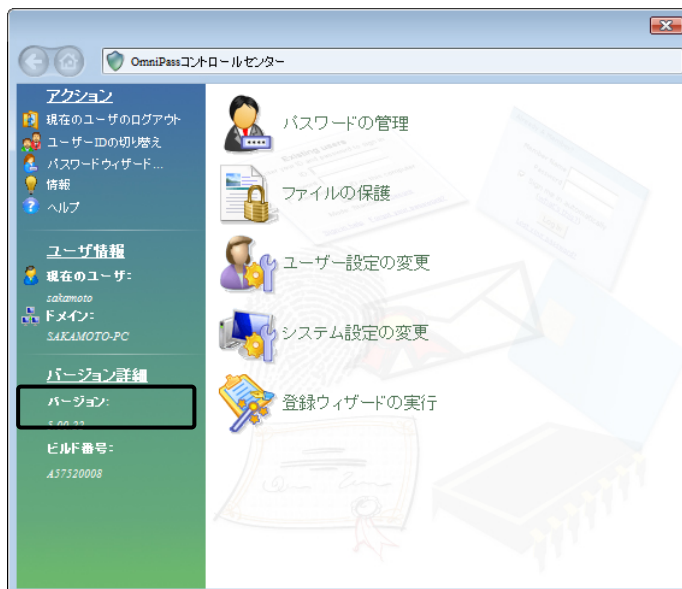 OmniPassコントロールセンター
アクション
現在のユーザのログアウト
ユーザーIDの切り替え
パスワードウィザード...
情報
ヘルプ
ユーザ情報
現在のユーザ:
sakamoto
ドメイン:
SAKAMOTO-PC
バージョン詳細
バージョン:
ビルド番号:
A57520008
パスワードの管理
ファイルの保護
ユーザー設定の変更
システム設定の変更
登録ウィザードの実行